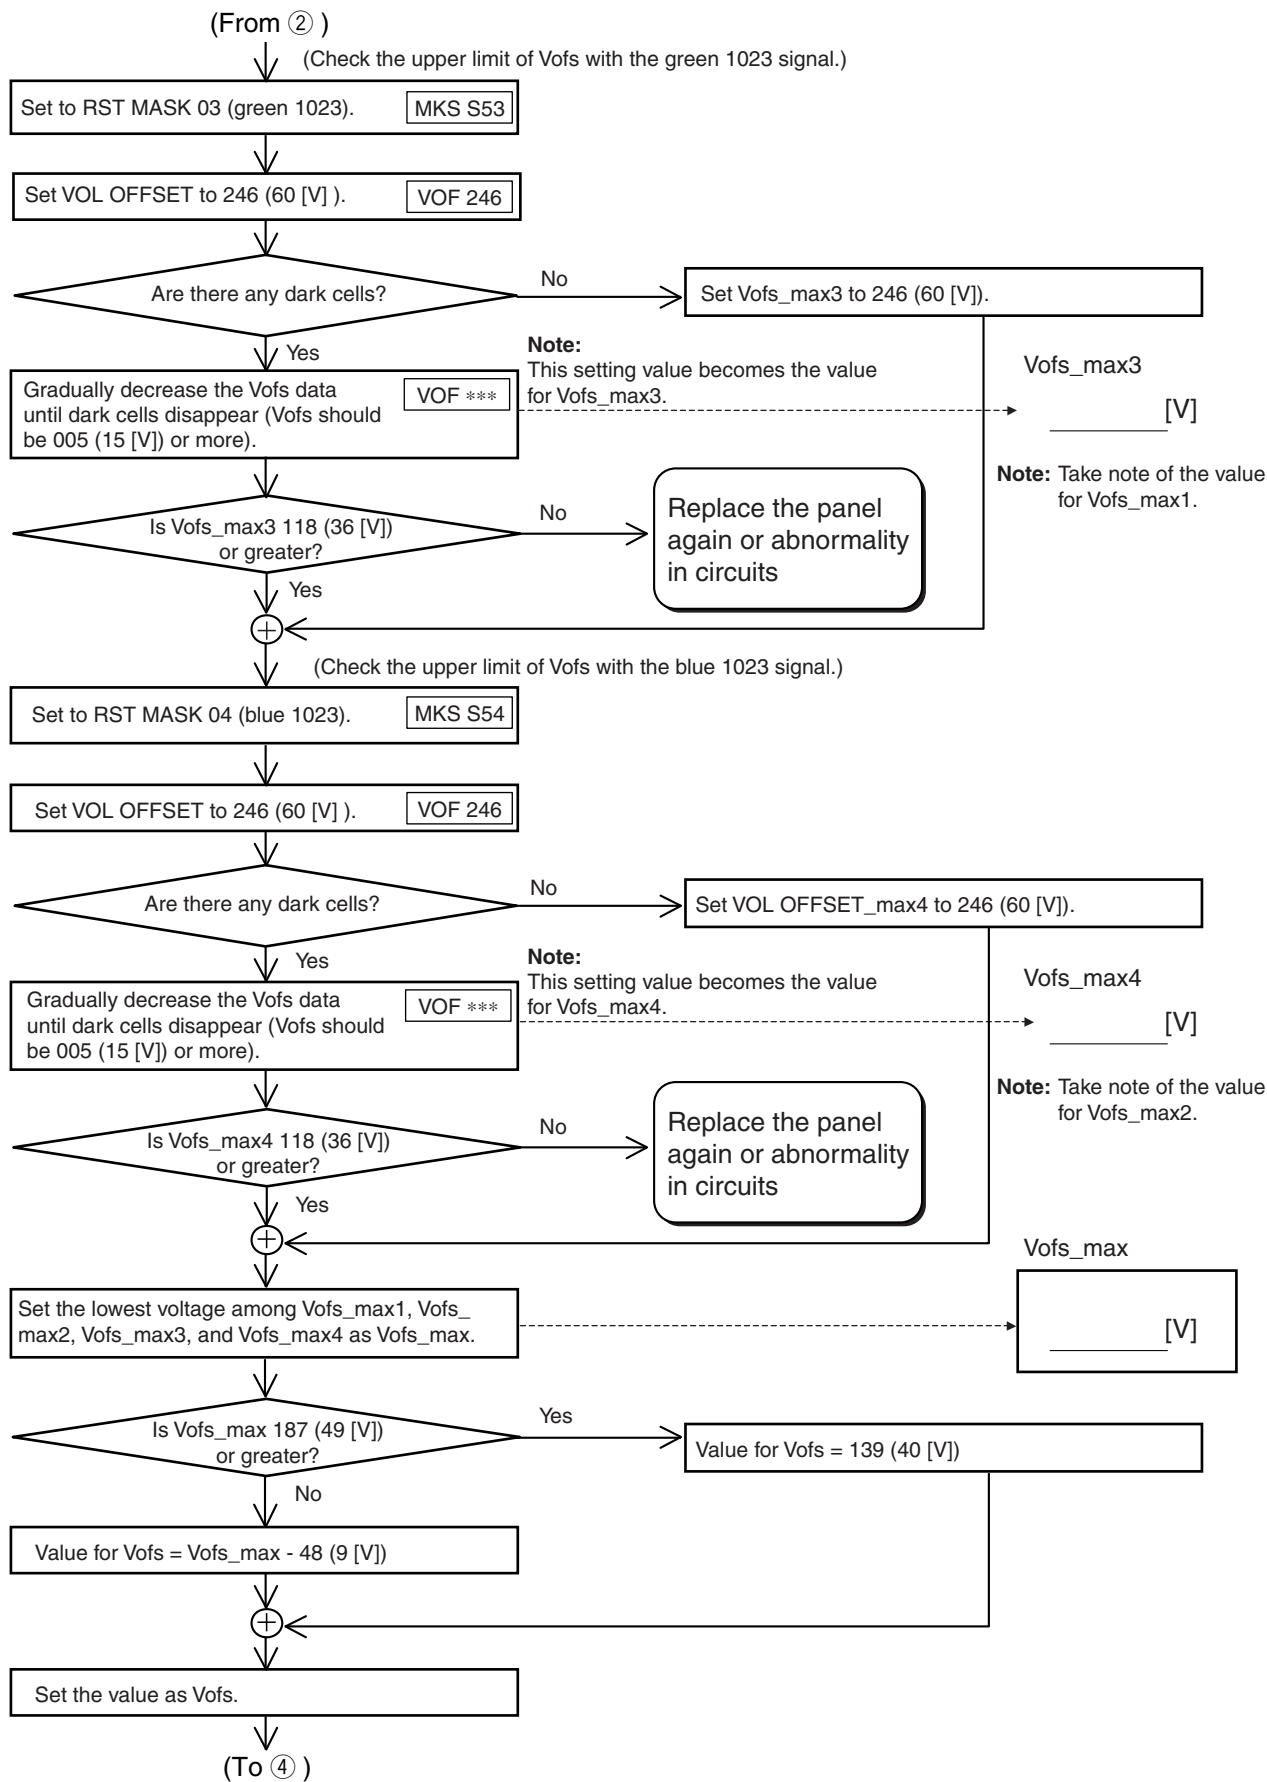 (From ② )
(Check the upper limit of Vofs with the green 1023 signal.)
Set to RST MASK 03 (green 1023).
MKS S53
Set VOL OFFSET to 246 (60 [V] ).
VOF 246
Are there any dark cells?
No
Set Vofs_max3 to 246 (60 [V]).
Yes
Note:
This setting value becomes the value
for Vofs_max3.
Vofs_max3
[V]
Gradually decrease the Vofs data
until dark cells disappear (Vofs should
be 005 (15 [V]) or more).
VOF ***
Note: Take note of the value
for Vofs_max1.
Is Vofs_max3 118 (36 [V])
or greater?
No
Replace the panel
again or abnormality
in circuits
Yes
(Check the upper limit of Vofs with the blue 1023 signal.)
Set to RST MASK 04 (blue 1023).
MKS S54
Set VOL OFFSET to 246 (60 [V] ).
VOF 246
Are there any dark cells?
No
Set VOL OFFSET_max4 to 246 (60 [V]).
Yes
Note:
This setting value becomes the value
for Vofs_max4.
Vofs_max4
[V]
Gradually decrease the Vofs data
until dark cells disappear (Vofs should
be 005 (15 [V]) or more).
VOF ***
Note: Take note of the value
for Vofs_max2.
Is Vofs_max4 118 (36 [V])
or greater?
No
Replace the panel
again or abnormality
in circuits
Yes
Vofs_max
[V]
Set the lowest voltage among Vofs_max1, Vofs_
max2, Vofs_max3, and Vofs_max4 as Vofs_max.
Is Vofs_max 187 (49 [V])
or greater?
Yes
Value for Vofs = 139 (40 [V])
No
Value for Vofs = Vofs_max - 48 (9 [V])
Set the value as Vofs.
(To ④ )